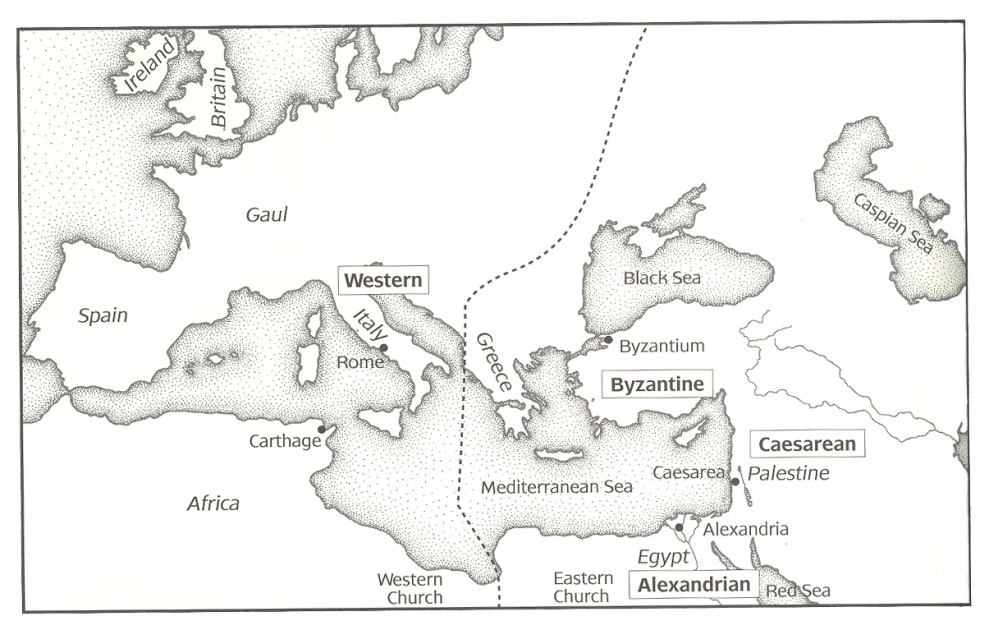 Ireland
Britain
Gaul
Caspian Sea
Western
Black Sea
Spain
Italy
Rome
Greece
Byzantium
Byzantine
Carthage
Caesarean
Caesarea
Palestine
Mediterranean Sea
Africa
Alexandria
Egypt
Western
Church
Eastern
Church
Alexandrian
Red Sea